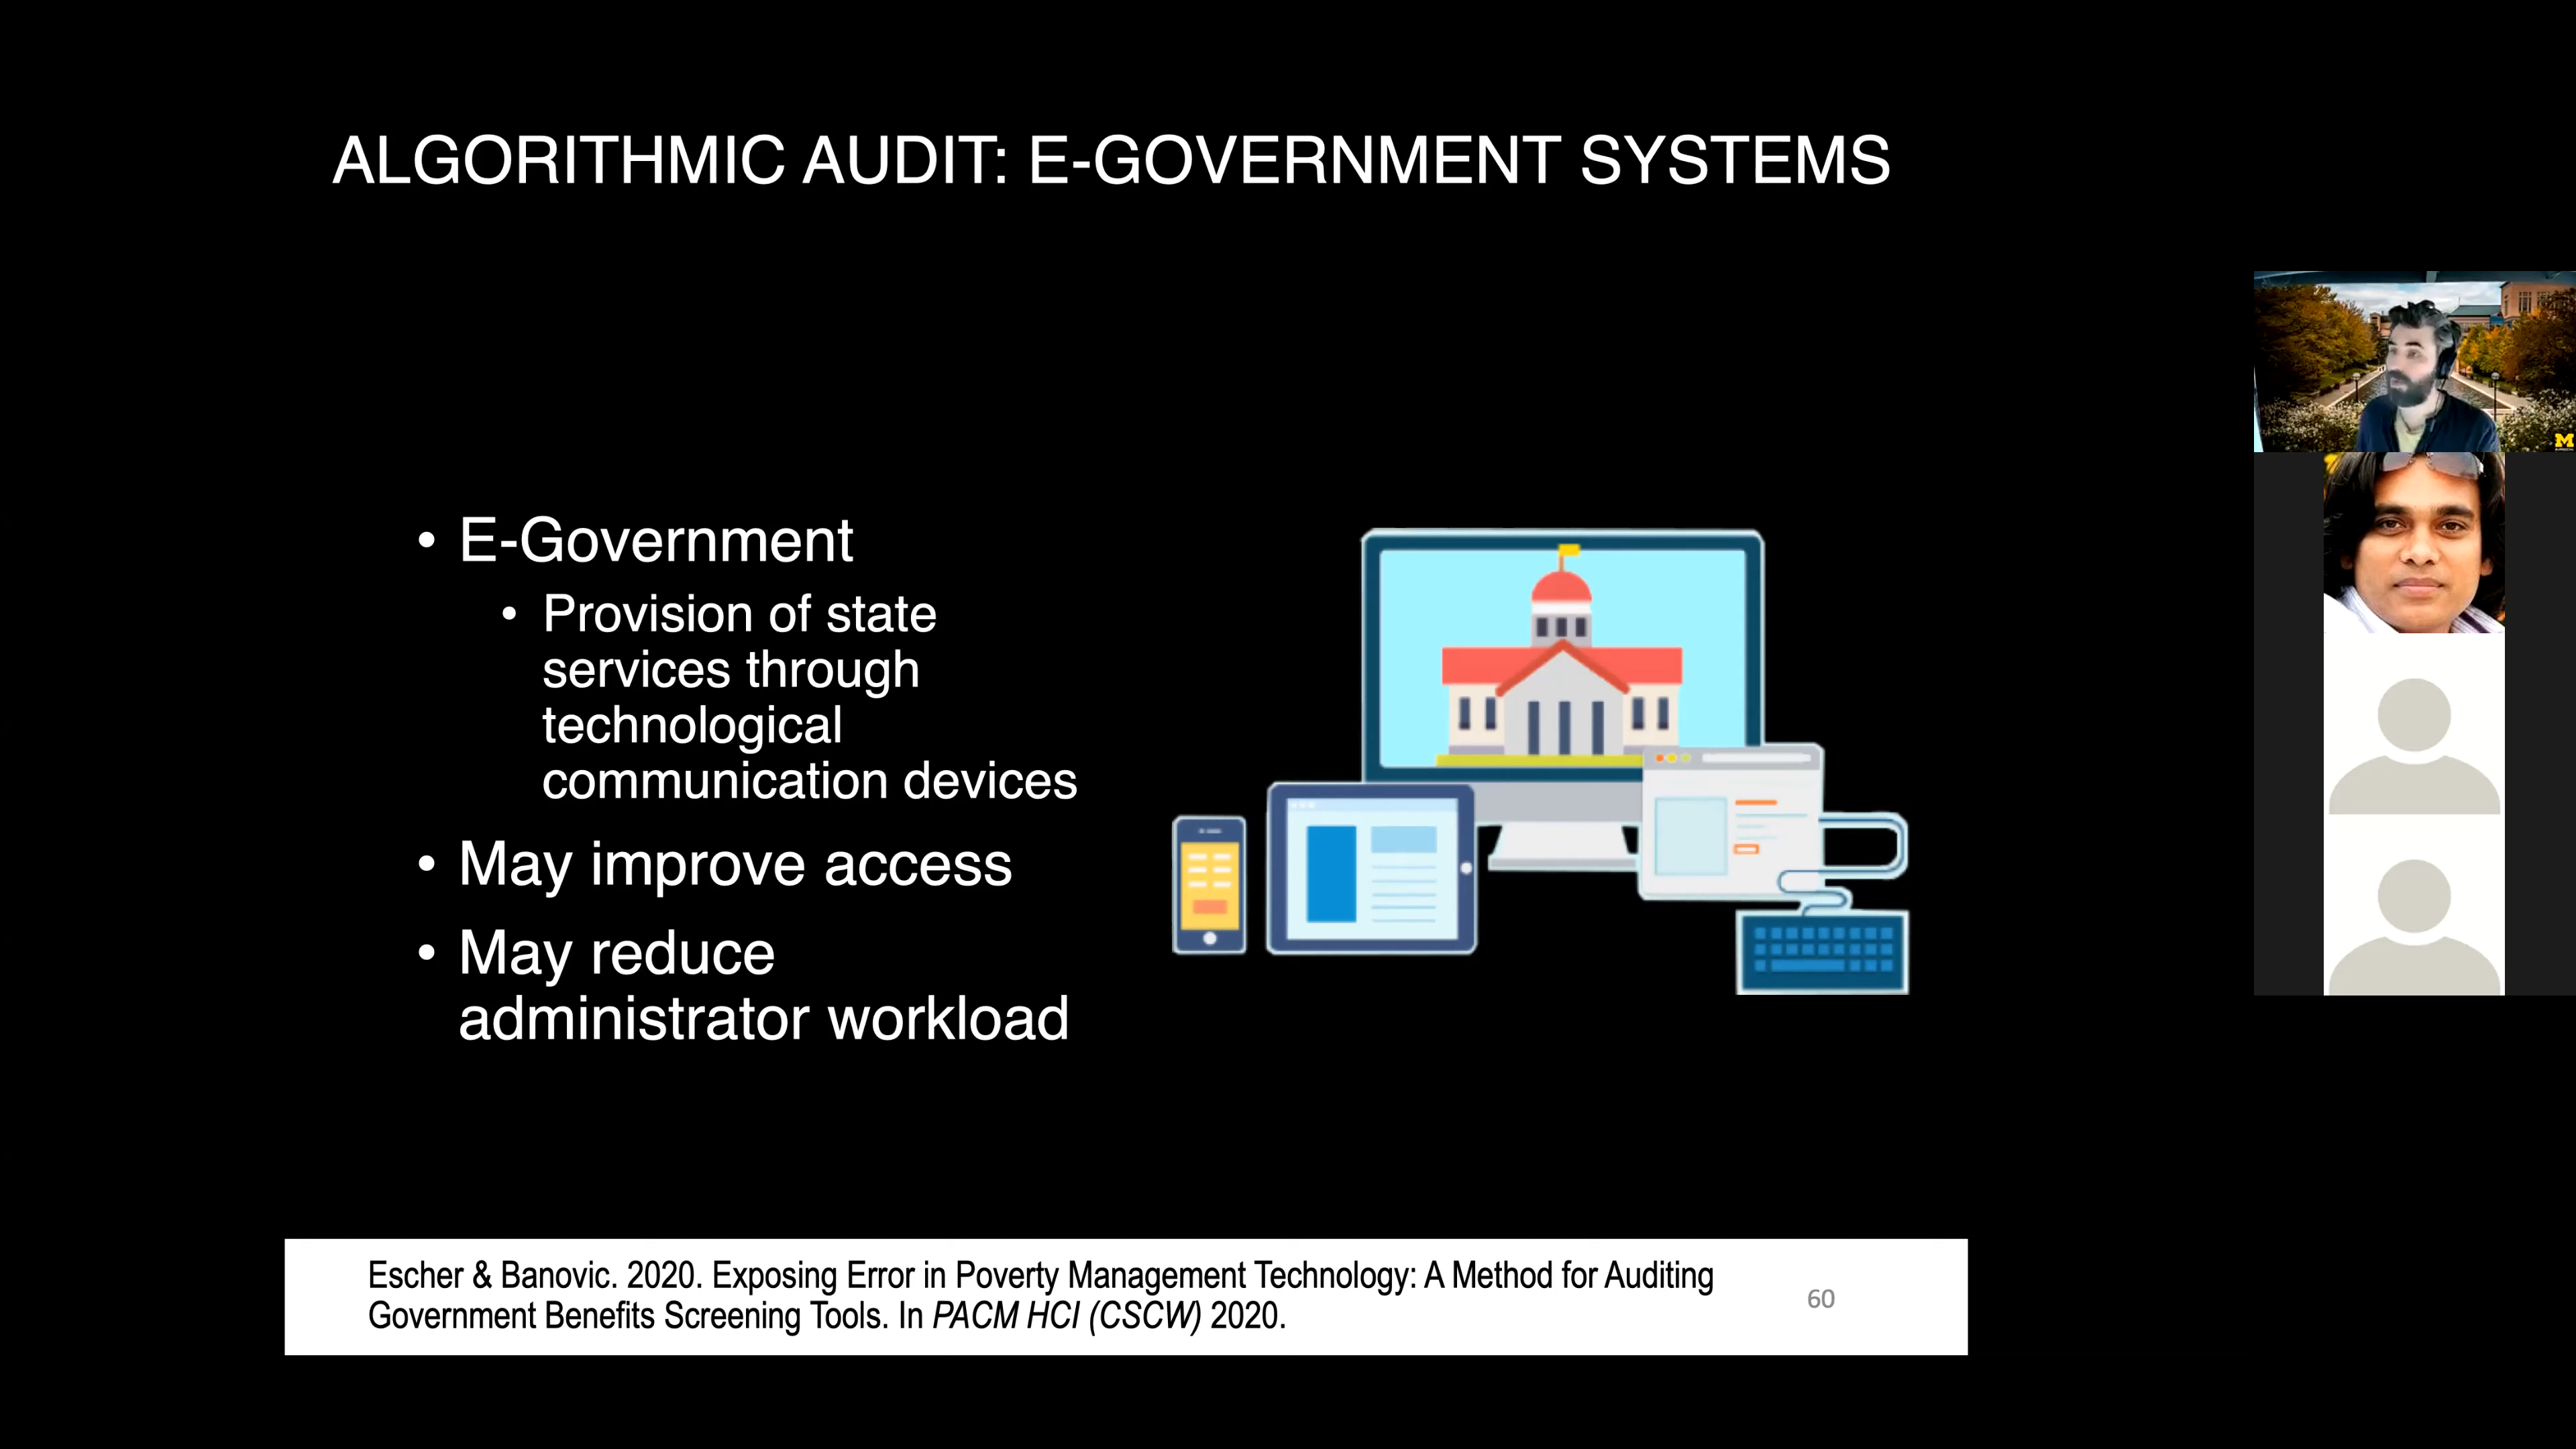 ALGORITHMIC AUDIT: E-GOVERNMENT SYSTEMS
• E-Government
• Provision of state
services through
technological
communication devices
• May improve access
• May reduce
administrator workload
Escher & Banovic. 2020. Exposing Error in Poverty Management Technology: A Method for Auditing
Government Benefits Screening Tools. In PACM HCI (CSCW) 2020.
60
M